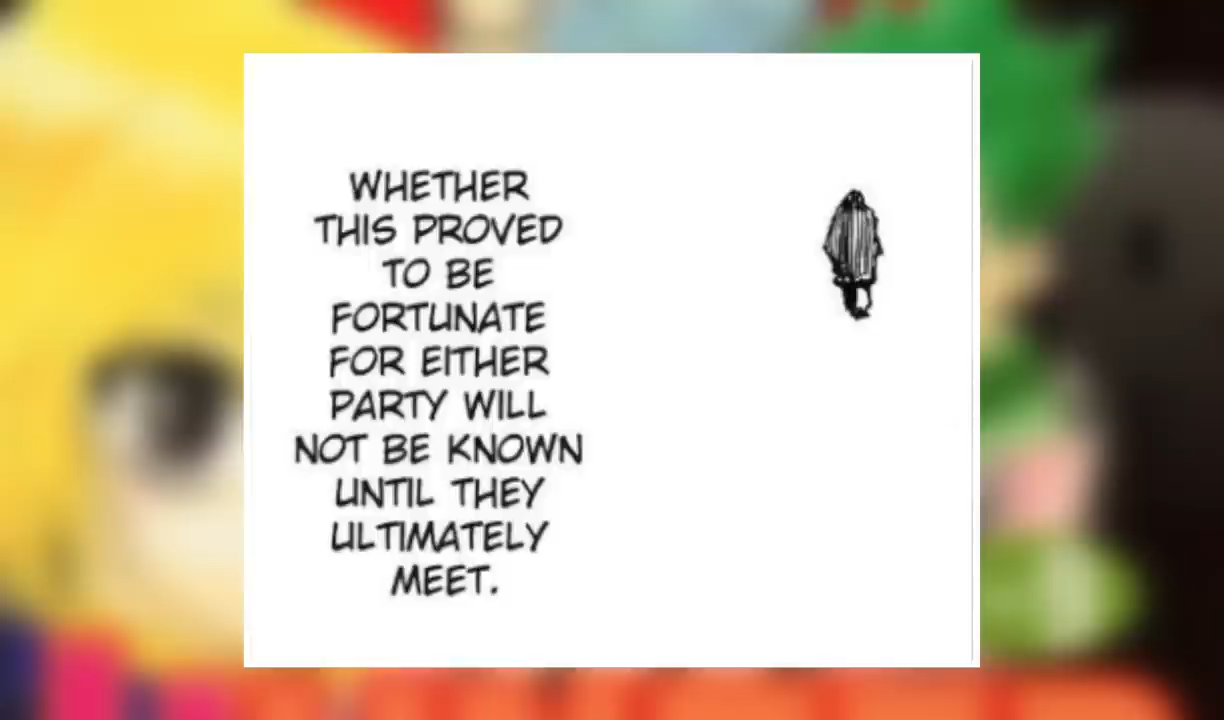 WHETHER
THIS PROVED
TO BE
FORTUNATE
FOR EITHER
PARTY WILL
NOT BE KNOWN
UNTIL THEY
ULTIMATELY
MEET.